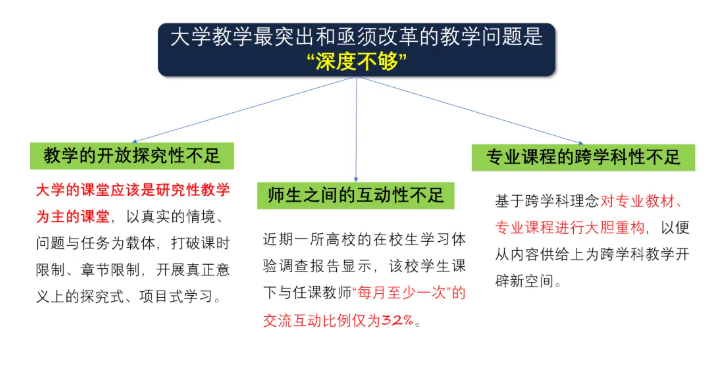 大学教学最突出和亟须改革的教学问题是
“深度不够”
教学的开放探究性不足
大学的课堂应该是研究性教学
为主的课堂，以真实的情境、
问题与任务为载体，打破课时
限制、章节限制，开展真正意
义上的探究式、项目式学习。
师生之间的互动性不足
近期一所高校的在校生学习体
验调查报告显示，该校学生课
下与任课教师“每月至少一次”的
交流互动比例仅为32%。
专业课程的跨学科性不足
基于跨学科理念对专业教材、
专业课程进行大胆重构，以便
从内容供给上为跨学科教学开
辟新空间。